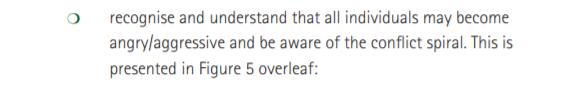 recognise and understand that all individuals may become
angry/aggressive and be aware of the conflict spiral. This is
presented in Figure 5 overleaf: